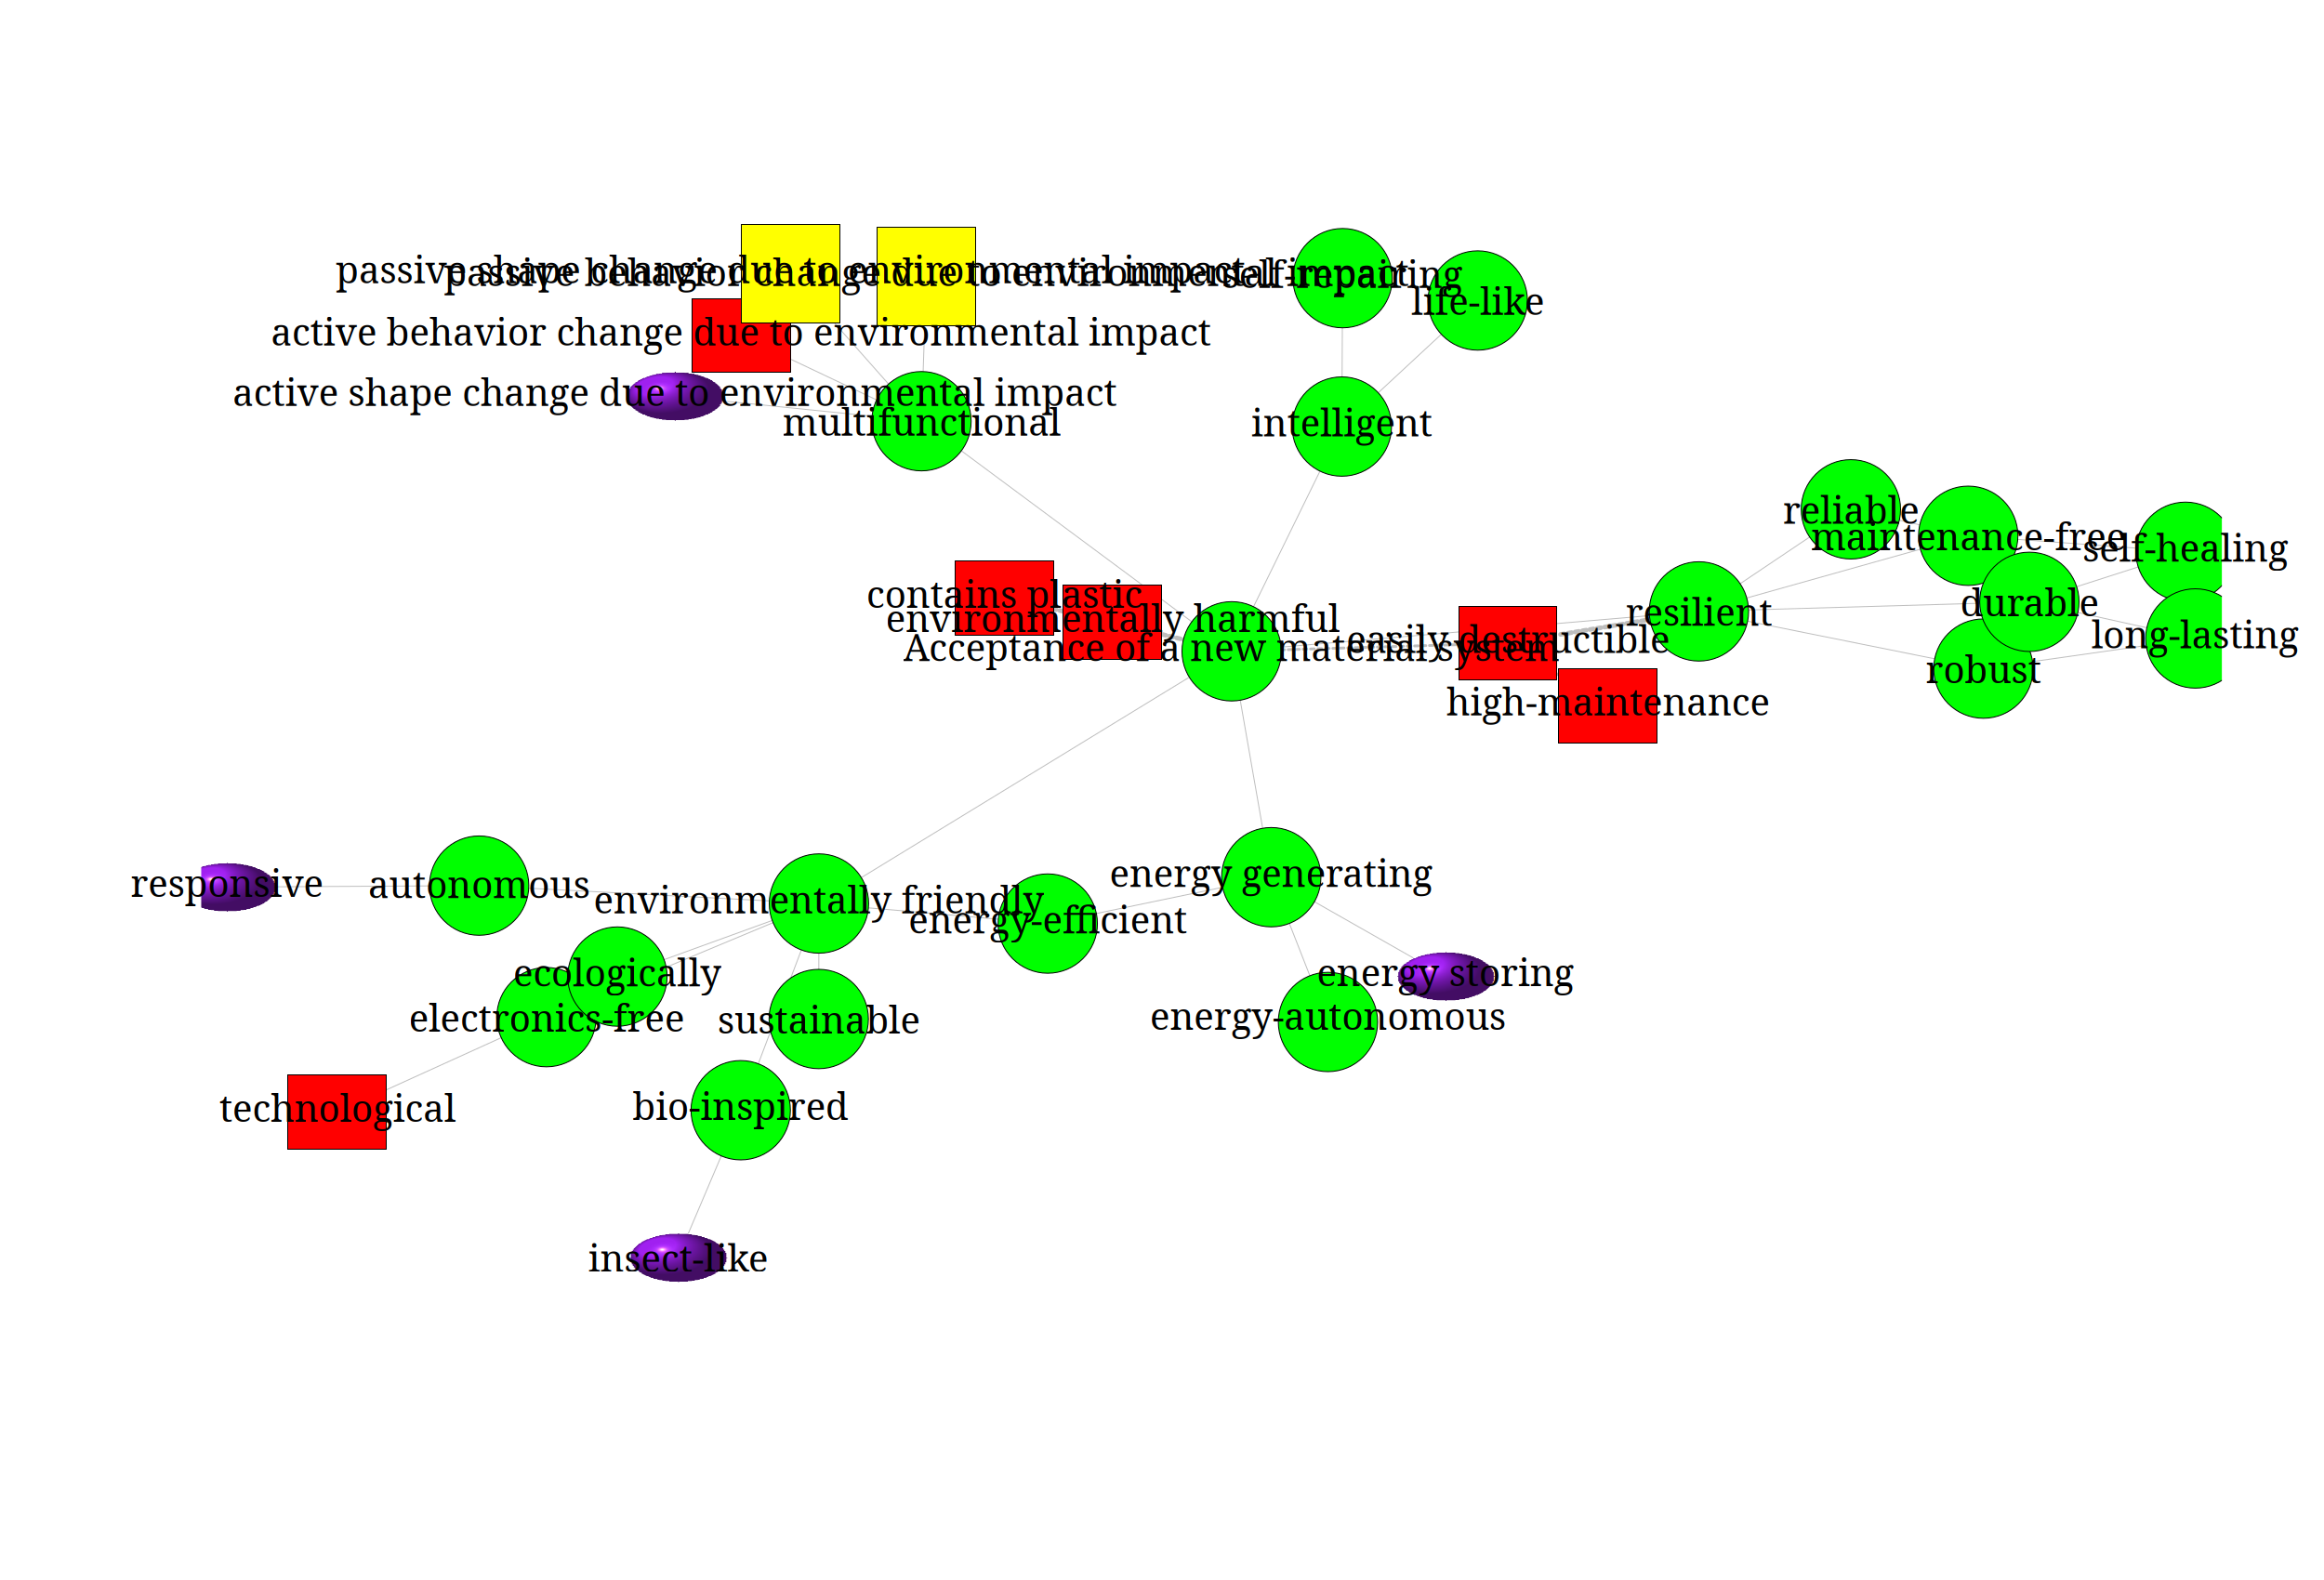 passive shape change due to environmental impact
passive behavior change due to environmental impact
self-repairing
life-like
active behavior change due to environmental impact
active shape change due to environmental impact
multifunctional
intelligent
reliable
maintenance-free
self-healing
contains plastic
environmentally harmful
Acceptance of a new material system
easily destructible
resilient
durable
long-lasting
robust
high-maintenance
responsive
autonomous
environmentally friendly
energy generating
energy-efficient
ecologically
electronics-free
sustainable
energy storing
energy-autonomous
technological
bio-inspired
insect-like